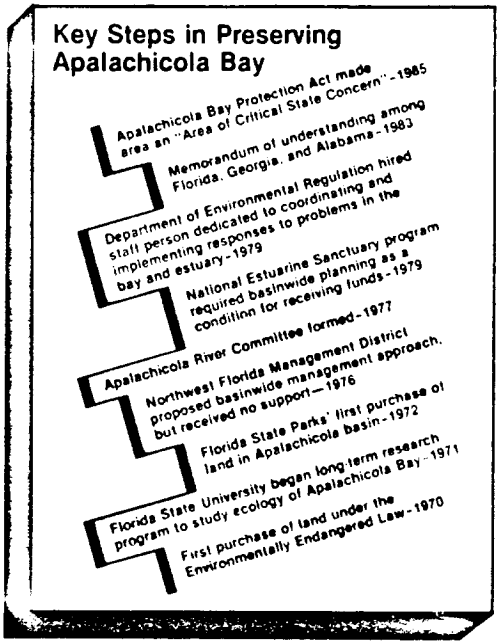 Key Steps in Preserving
Apalachicola Bay
Apalachicola Bay Protection Act made
area an "Area of Critical State Concern"-1985
Memorandum of understanding among
Florida, Georgia, and Alabama-1983
Department of Environmental Regulation hired
staff person dedicated to coordinating and
implementing responses to problems in the
bay and estuary-1979
National Estuarine Sanctuary program
required basinwide planning as a
condition for receiving funds-1979
Apalachicola River Committee formed-1977
Northwest Florida Management District
proposed basinwide management approach,
but received no support—1976
Florida State Parks' first purchase of
land in Apalachicola basin-1972
Florida State University began long-term research
program to study ecology of Apalachicola Bay-1971
First purchase of land under the
Environmentally Endangered Law-1970